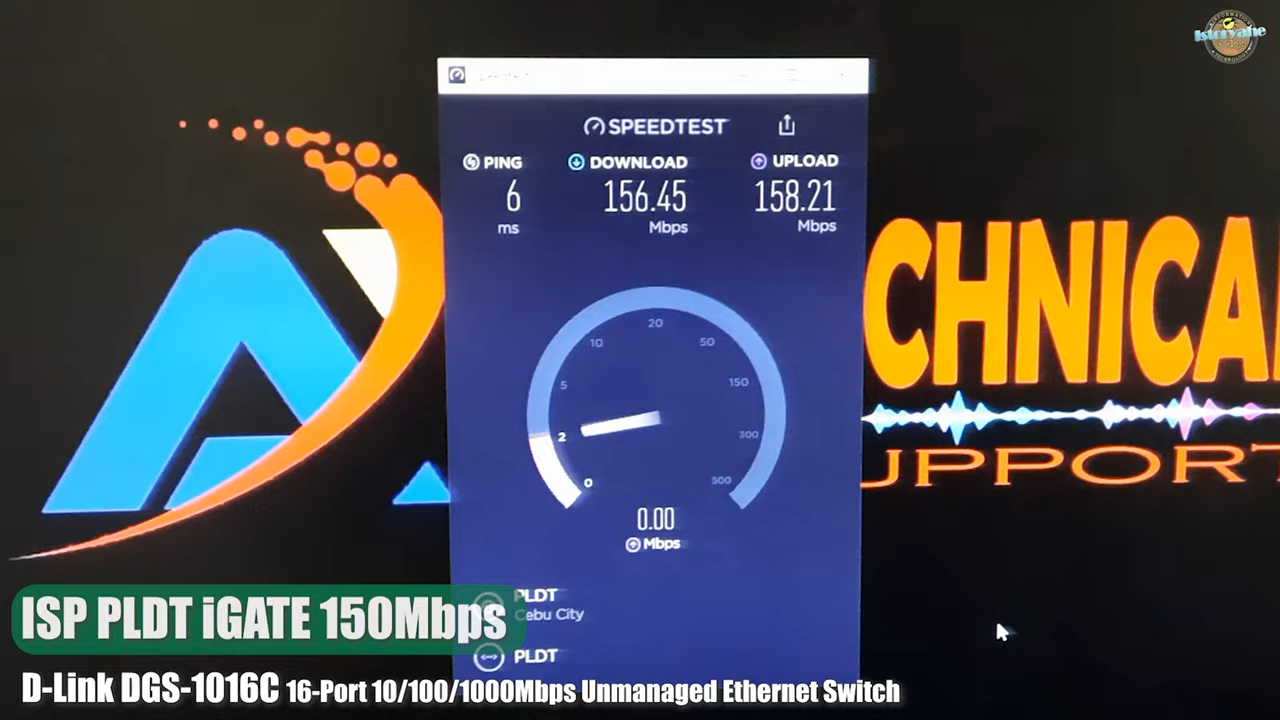 Istoryahe
SPEEDTEST
PING
DOWNLOAD
UPLOAD
6
156.45
158.21
ms
Mbps
Mbps
20
10
50
5
150
2
300
0
500
0.00
Mbps
CHNICA
UPPORT
PLDT
Cebu City
PLDT
ISP PLDT iGATE 150Mbps
D-Link DGS-1016C 16-Port 10/100/1000Mbps Unmanaged Ethernet Switch